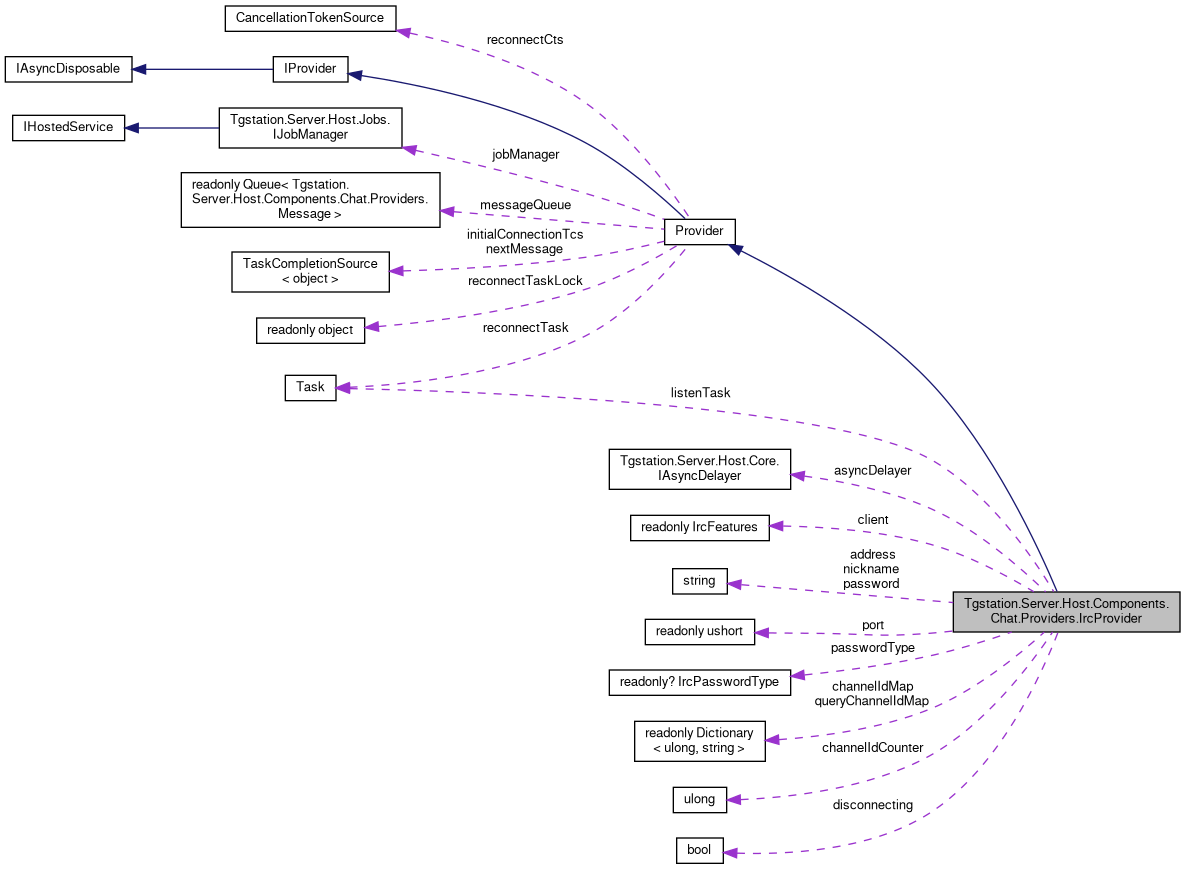 CancellationTokenSource
reconnectCts
IAsyncDisposable
IProvider
IHostedService
Tgstation.Server.Host.Jobs.
IJobManager
jobManager
readonly Queue< Tgstation.
Server.Host.Components.Chat.Providers.
Message >
messageQueue
Provider
initialConnectionTcs
nextMessage
TaskCompletionSource
< object >
reconnectTaskLock
readonly object
reconnectTask
Task
listenTask
Tgstation.Server.Host.Core.
IAsyncDelayer
asyncDelayer
readonly IrcFeatures
client
string
address
nickname
password
Tgstation.Server.Host.Components.
Chat.Providers.IrcProvider
readonly ushort
port
readonly? IrcPasswordType
passwordType
readonly Dictionary
< ulong, string >
channelIdMap
queryChannelIdMap
ulong
channelIdCounter
bool
disconnecting